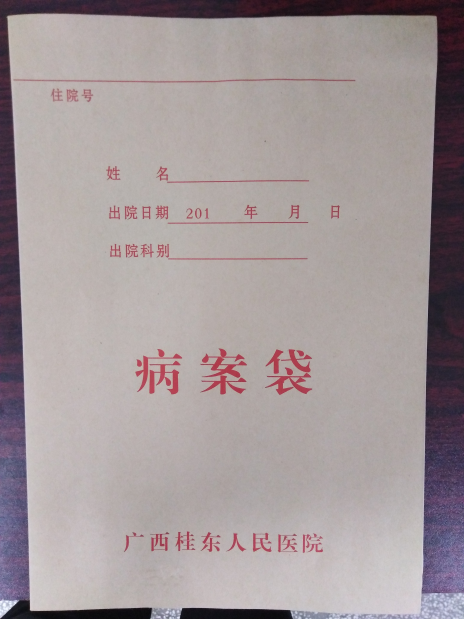 住院号
姓　　名
出院日期　201　　年　　月　　日
出院科别
病案袋
广西桂东人民医院